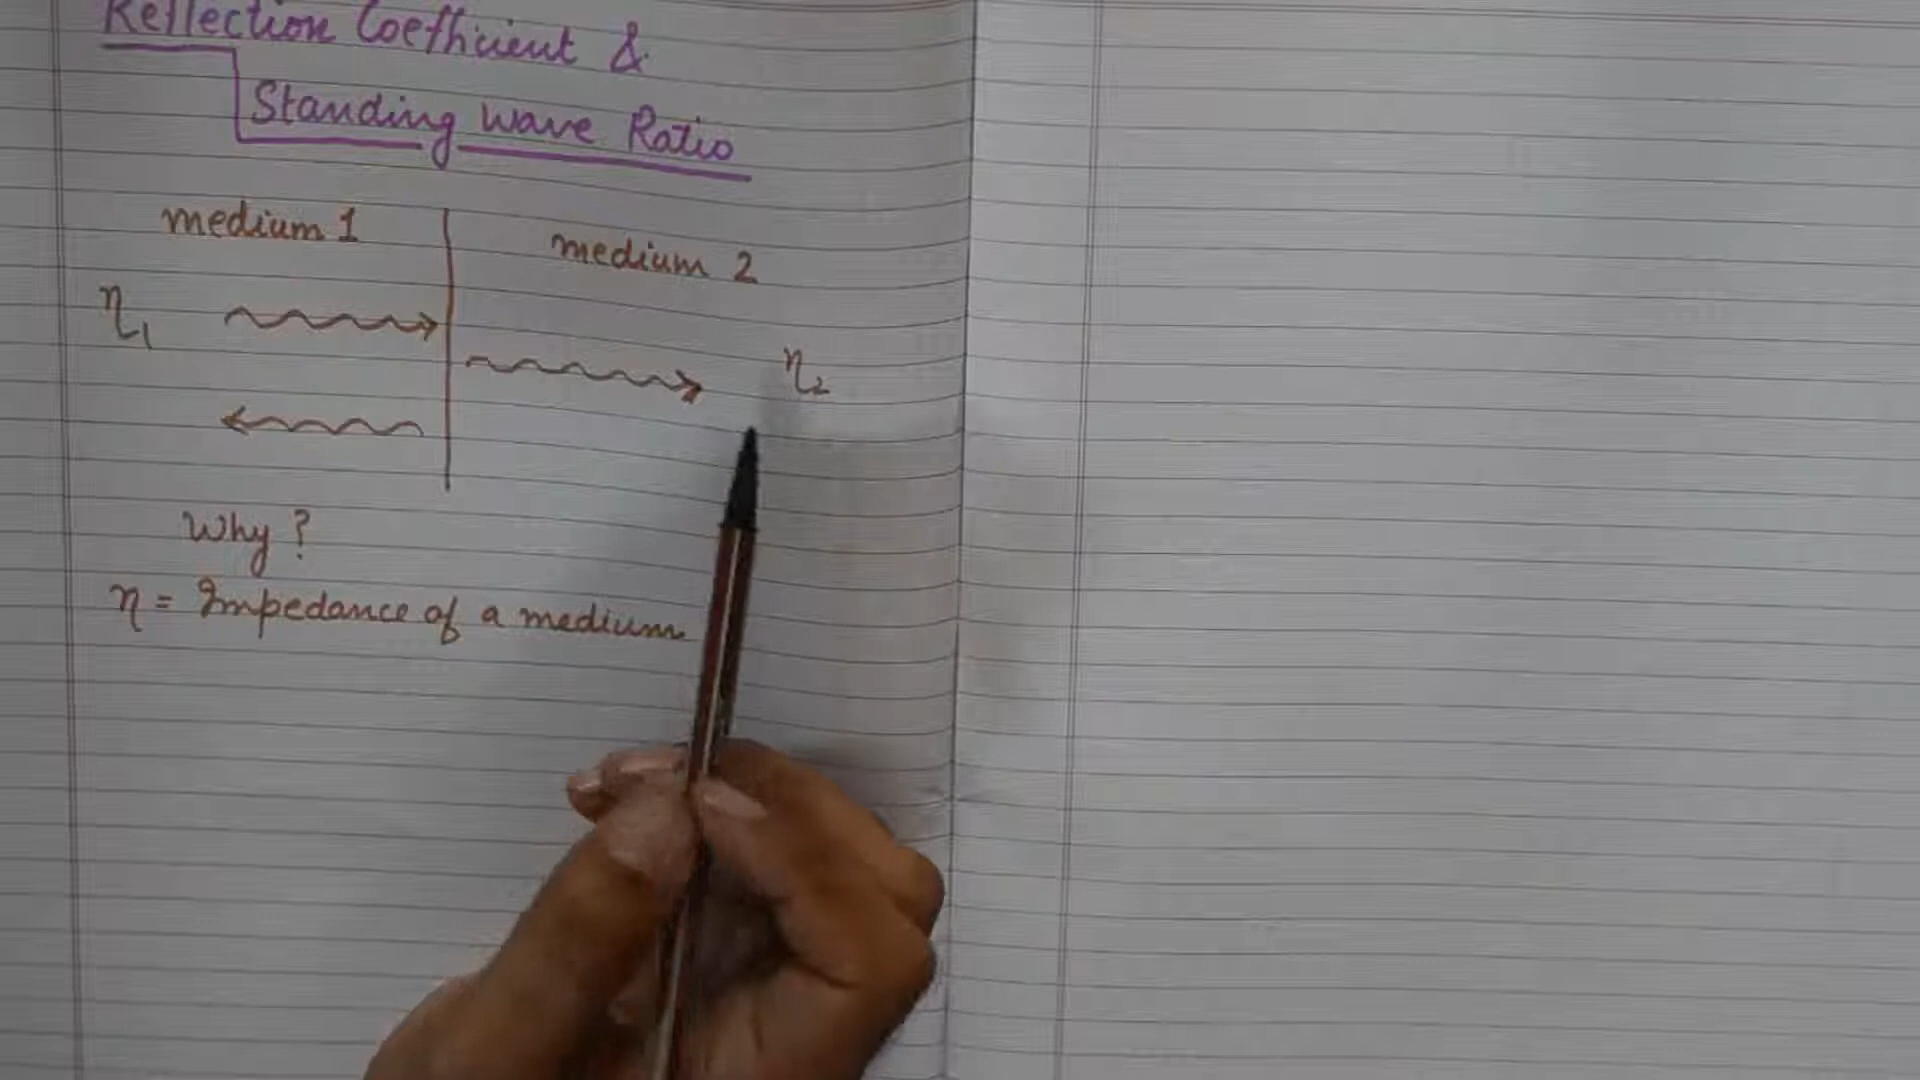 Reflection Coefficient &
Standing Wave Ratio
medium 1
medium 2
η1
η2
Why?
η = Impedance of a medium